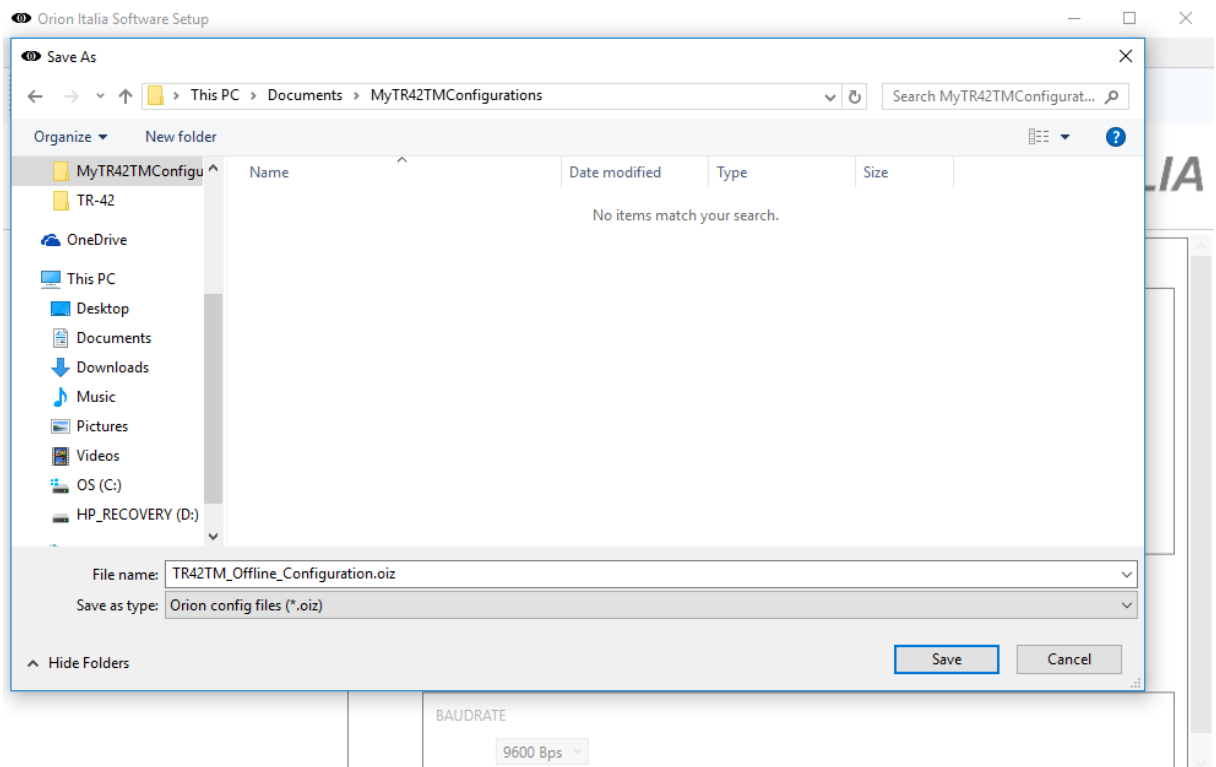 Orion Italia Software Setup
Save As
This PC > Documents > MyTR42TMConfigurations
Search MyTR42TMConfigurat...
Organize
New folder
LIA
MyTR42TMConfigu
Name
Date modified
Type
Size
TR-42
No items match your search.
OneDrive
This PC
Desktop
Documents
Downloads
Music
Pictures
Videos
OS (C:)
HP_RECOVERY (D:)
File name: TR42TM_Offline_Configuration.oiz
Save as type: Orion config files (*.oiz)
Hide Folders
Save
Cancel
BAUDRATE
9600 Bps